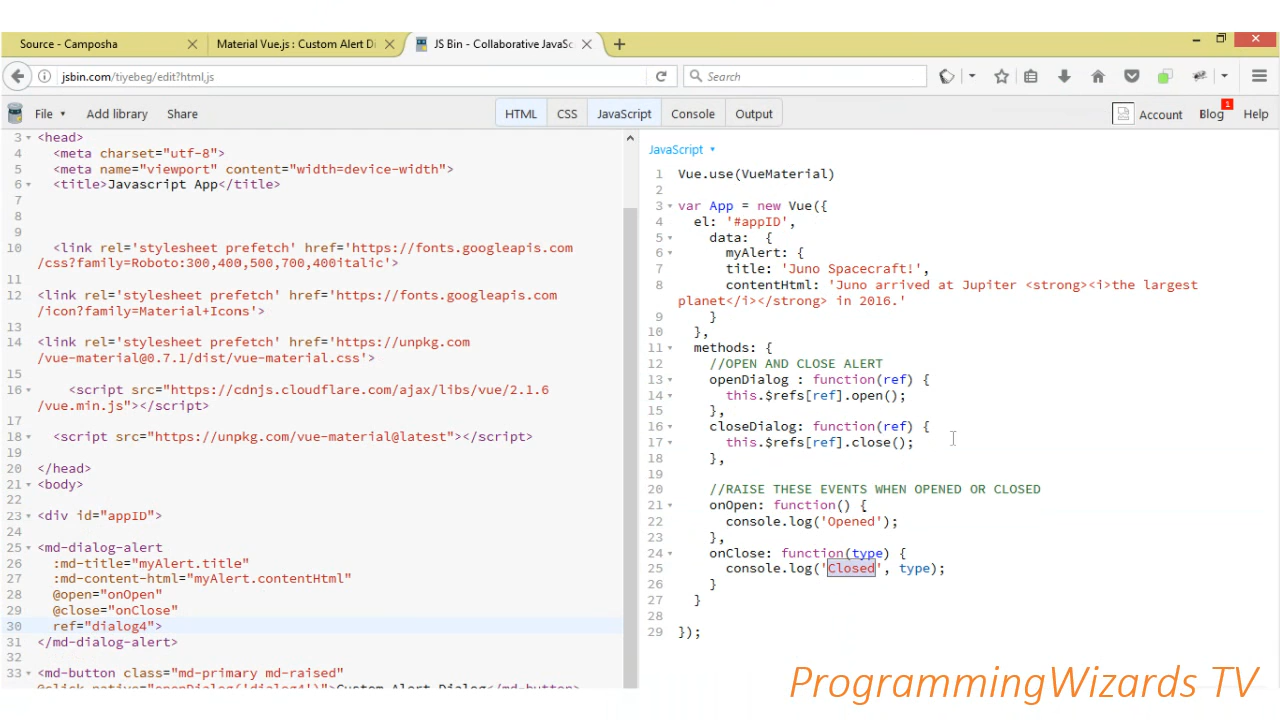 Source - Camposha
Material Vue.js : Custom Alert Di
JS Bin - Collaborative JavaSc
jsbin.com/tiyebeg/edit?html,js
Search
File
Add library
Share
HTML
CSS
JavaScript
Console
Output
Account
Blog
1
Help
3 <head>
4 <meta charset="utf-8">
5 <meta name="viewport" content="width=device-width">
6 <title>Javascript App</title>
7
8
9
10 <link rel='stylesheet prefetch' href='https://fonts.googleapis.com
/css?family=Roboto:300,400,500,700,400italic'>
11
12 <link rel='stylesheet prefetch' href='https://fonts.googleapis.com
/icon?family=Material+Icons'>
13
14 <link rel='stylesheet prefetch' href='https://unpkg.com
/vue-material@0.7.1/dist/vue-material.css'>
15
16 <script src="https://cdnjs.cloudflare.com/ajax/libs/vue/2.1.6
/vue.min.js"></script>
17
18 <script src="https://unpkg.com/vue-material@latest"></script>
19
20 </head>
21 <body>
22
23 <div id="appID">
24
25 <md-dialog-alert
26 :md-title="myAlert.title"
27 :md-content-html="myAlert.contentHtml"
28 @open="onOpen"
29 @close="onClose"
30 ref="dialog4">
31 </md-dialog-alert>
32
33 <md-button class="md-primary md-raised"
@click.native="openDialog('dialog4')">Custom Alert Dialog</md-button>
JavaScript
1 Vue.use(VueMaterial)
2
3 var App = new Vue({
4 el: '#appID',
5 data: {
6 myAlert: {
7 title: 'Juno Spacecraft!',
8 contentHtml: 'Juno arrived at Jupiter <strong><i>the largest
planet</i></strong> in 2016.'
9 }
10 },
11 methods: {
12 //OPEN AND CLOSE ALERT
13 openDialog : function(ref) {
14 this.$refs[ref].open();
15 },
16 closeDialog: function(ref) {
17 this.$refs[ref].close();
18 },
19
20 //RAISE THESE EVENTS WHEN OPENED OR CLOSED
21 onOpen: function() {
22 console.log('Opened');
23 },
24 onClose: function(type) {
25 console.log('Closed', type);
26 }
27 }
28
29 });
ProgrammingWizards TV